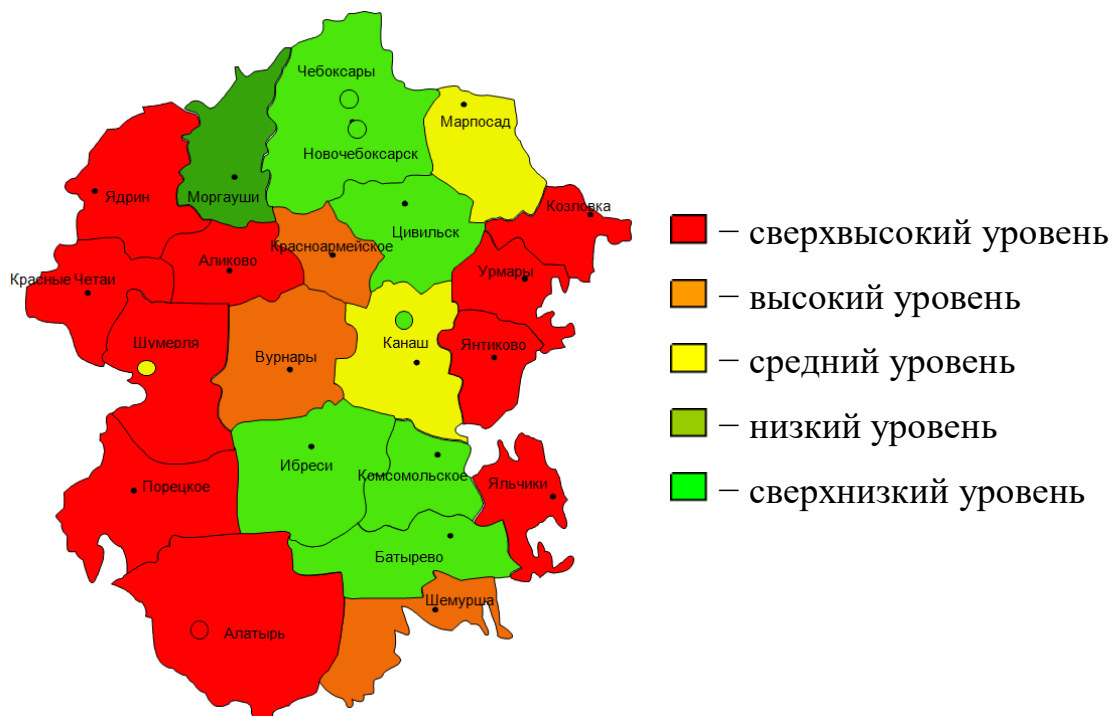 Чебоксары
Марпосад
Новочебоксарск
Ядрин
Моргауши
Козловка
Цивильск
Красноармейское
Аликово
Красные Четаи
Урмары
Шумерля
Вурнары
Канаш
Янтиково
Ибреси
Комсомольское
Порецкое
Яльчики
Батырево
Шемурша
Алатырь
– сверхвысокий уровень
– высокий уровень
– средний уровень
– низкий уровень
– сверхнизкий уровень